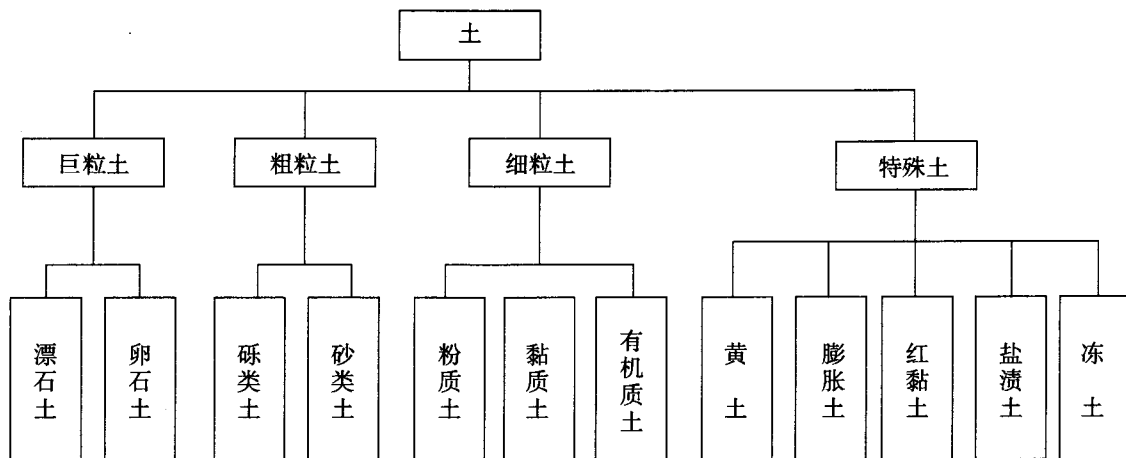 土
巨粒土
粗粒土
细粒土
特殊土
漂石土
卵石土
砾类土
砂类土
粉质土
黏质土
有机质土
黄土
膨胀土
红黏土
盐渍土
冻土